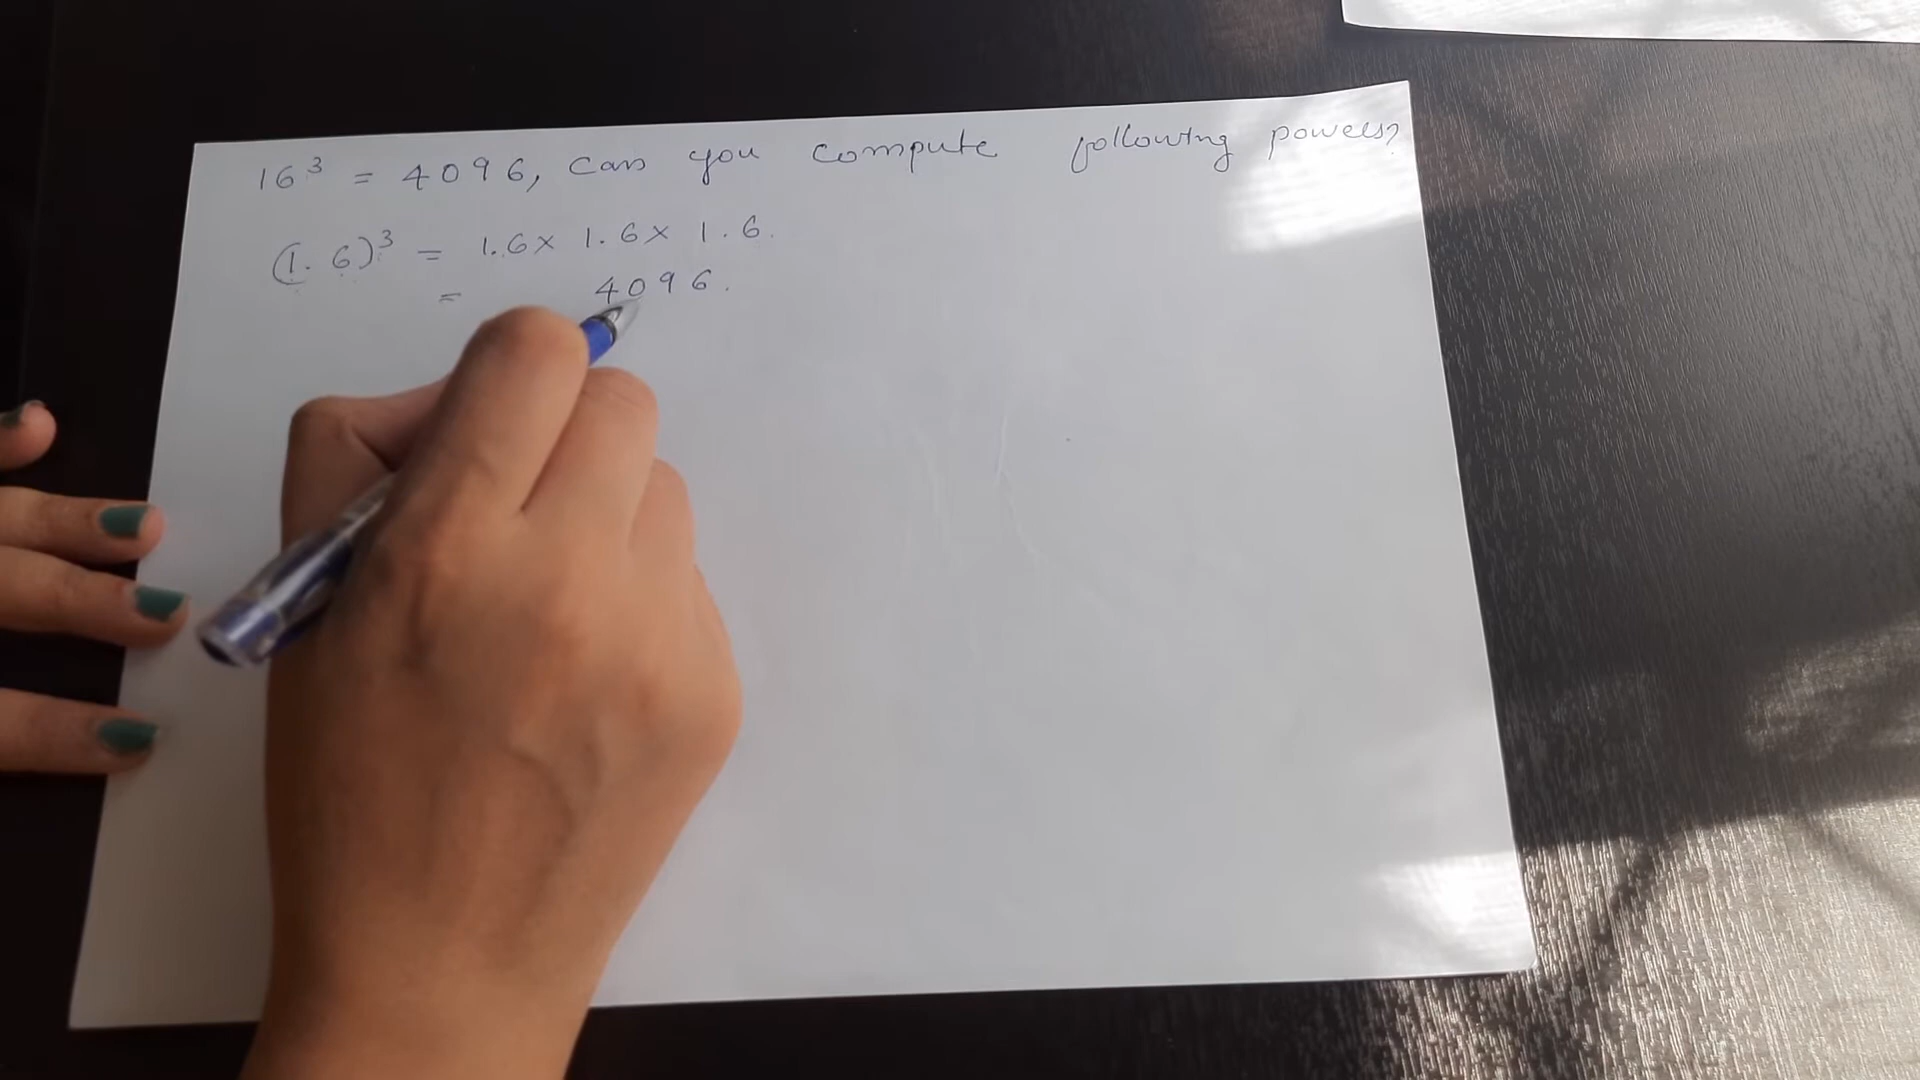 16³ = 4096, Can you compute following powers?
(1.6)³ = 1.6 × 1.6 × 1.6.
= 4096.